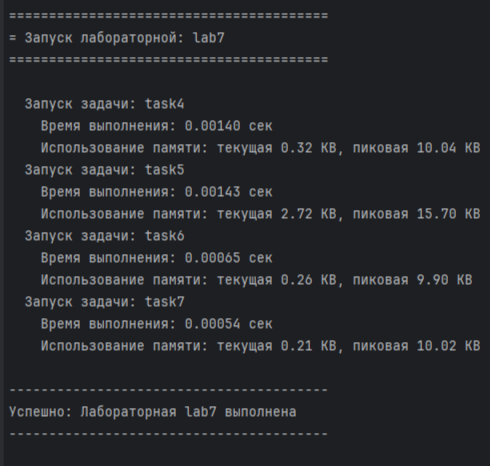 ========================================
= Запуск лабораторной: lab7
========================================
Запуск задачи: task4
Время выполнения: 0.00140 сек
Использование памяти: текущая 0.32 KB, пиковая 10.04 KB
Запуск задачи: task5
Время выполнения: 0.00143 сек
Использование памяти: текущая 2.72 KB, пиковая 15.70 KB
Запуск задачи: task6
Время выполнения: 0.00065 сек
Использование памяти: текущая 0.26 KB, пиковая 9.90 KB
Запуск задачи: task7
Время выполнения: 0.00054 сек
Использование памяти: текущая 0.21 KB, пиковая 10.02 KB
----------------------------------------
Успешно: Лабораторная lab7 выполнена
----------------------------------------